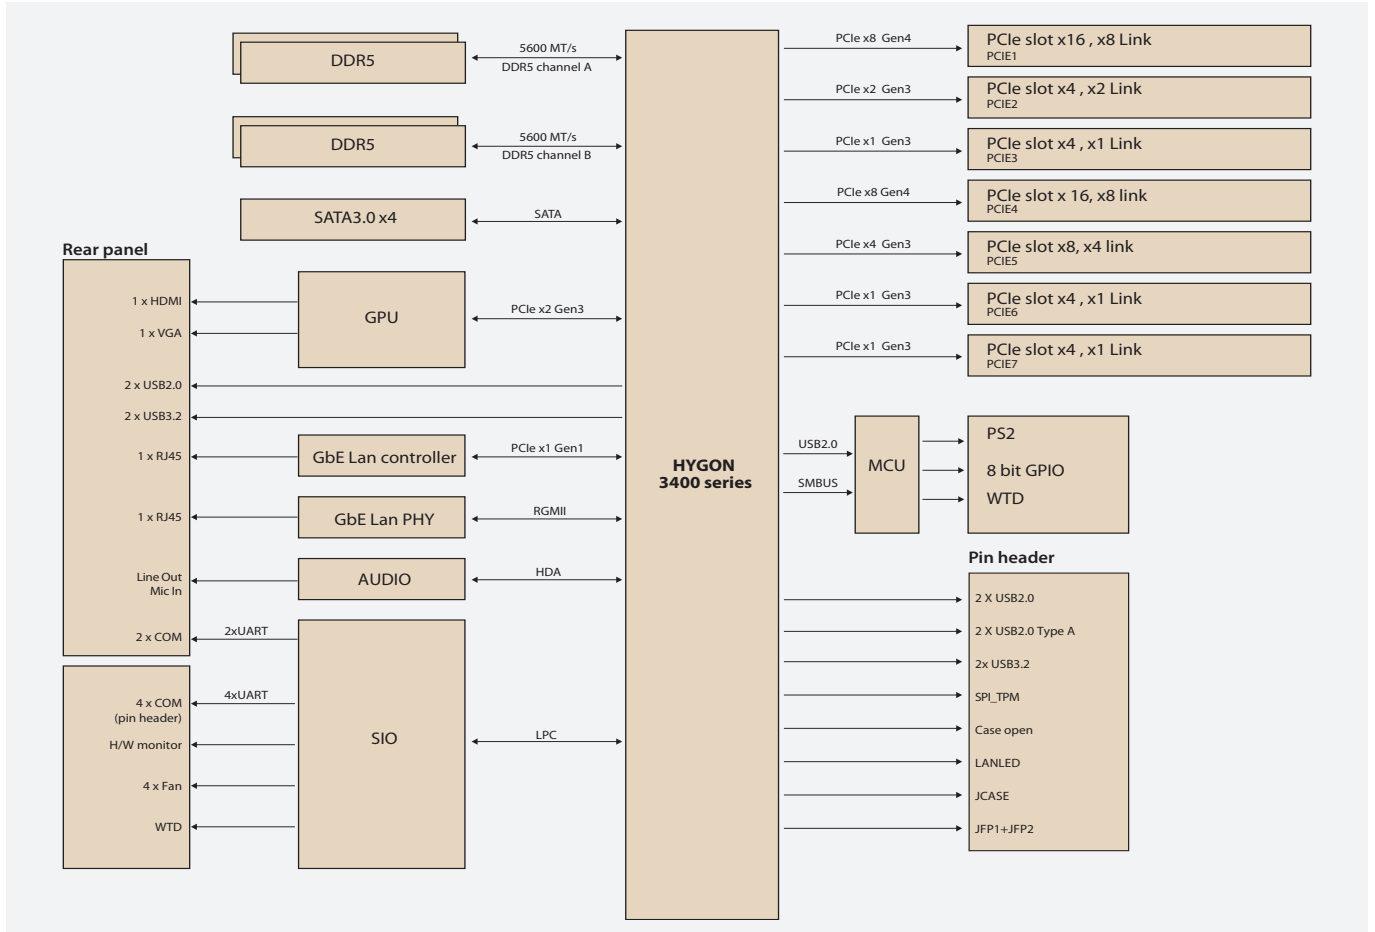 DDR5
5600 MT/s
DDR5 channel A
DDR5
5600 MT/s
DDR5 channel B
SATA3.0 x4
SATA
Rear panel
1 x HDMI
1 x VGA
GPU
PCIe x2 Gen3
2 x USB2.0
2 x USB3.2
1 x RJ45
GbE Lan controller
PCIe x1 Gen1
1 x RJ45
GbE Lan PHY
RGMII
Line Out
Mic In
AUDIO
HDA
2 x COM
2xUART
4 x COM
(pin header)
4xUART
H/W monitor
4 x Fan
WTD
SIO
LPC
HYGON
3400 series
PCIe x8 Gen4
PCIe slot x16 , x8 Link
PCIE1
PCIe x2 Gen3
PCIe slot x4 , x2 Link
PCIE2
PCIe x1 Gen3
PCIe slot x4 , x1 Link
PCIE3
PCIe x8 Gen4
PCIe slot x 16, x8 link
PCIE4
PCIe x4 Gen3
PCIe slot x8, x4 link
PCIE5
PCIe x1 Gen3
PCIe slot x4 , x1 Link
PCIE6
PCIe x1 Gen3
PCIe slot x4 , x1 Link
PCIE7
USB2.0
SMBUS
MCU
PS2
8 bit GPIO
WTD
Pin header
2 X USB2.0
2 X USB2.0 Type A
2x USB3.2
SPI_TPM
Case open
LANLED
JCASE
JFP1+JFP2